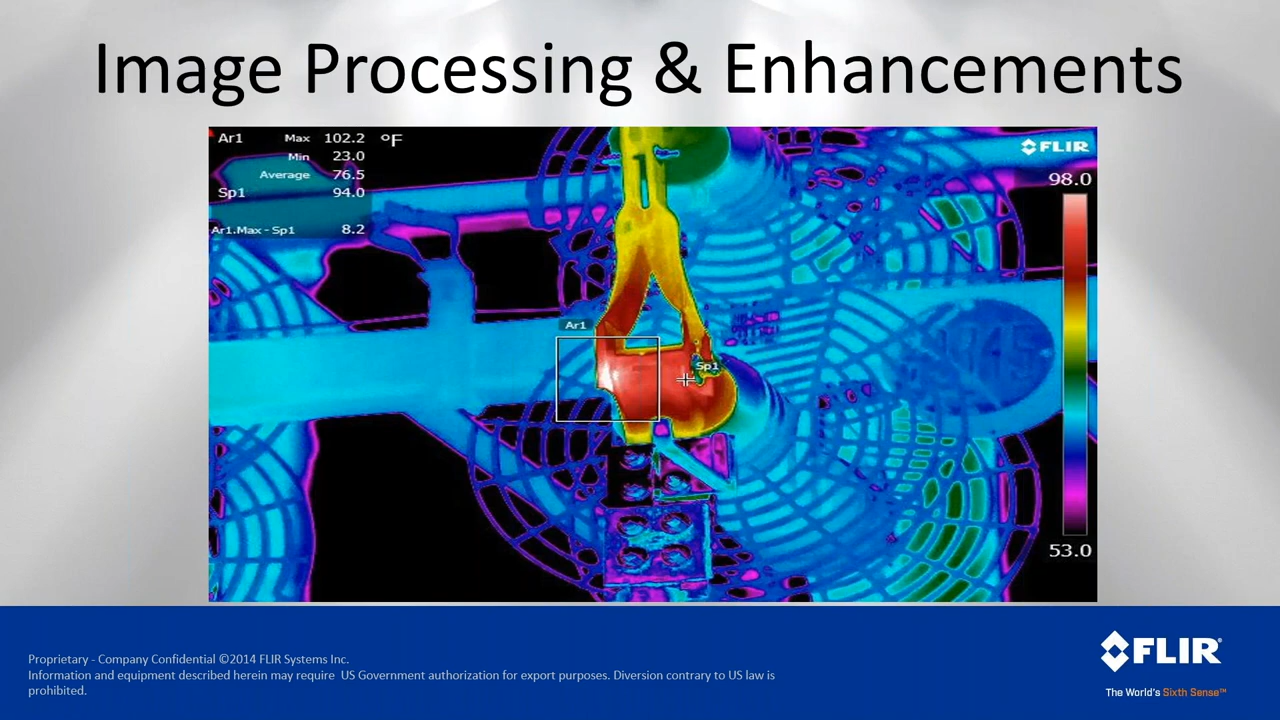 Image Processing & Enhancements
Ar1 Max 102.2 °F
Min 23.0
Average 76.5
Sp1 94.0
Ar1.Max - Sp1 8.2
FLIR
98.0
Ar1
Sp1
53.0
Proprietary - Company Confidential ©2014 FLIR Systems Inc.
Information and equipment described herein may require US Government authorization for export purposes. Diversion contrary to US law is
prohibited.
FLIR®
The World's Sixth Sense™